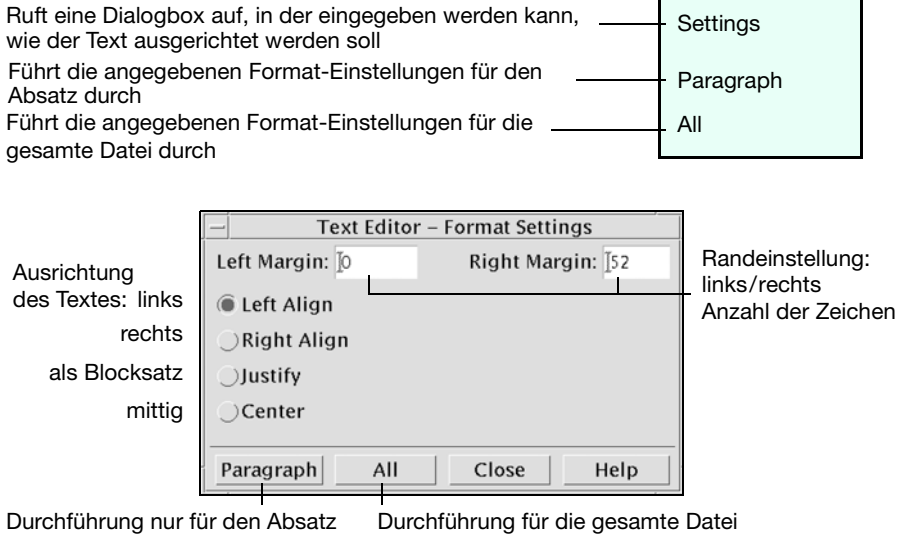 Ruft eine Dialogbox auf, in der eingegeben werden kann,
wie der Text ausgerichtet werden soll
Settings
Führt die angegebenen Format-Einstellungen für den
Absatz durch
Paragraph
Führt die angegebenen Format-Einstellungen für die
gesamte Datei durch
All
Text Editor – Format Settings
Left Margin: 0
Right Margin: 52
Randeinstellung:
links/rechts
Anzahl der Zeichen
Ausrichtung
des Textes: links
Left Align
rechts
Right Align
als Blocksatz
Justify
mittig
Center
Paragraph All Close Help
Durchführung nur für den Absatz
Durchführung für die gesamte Datei